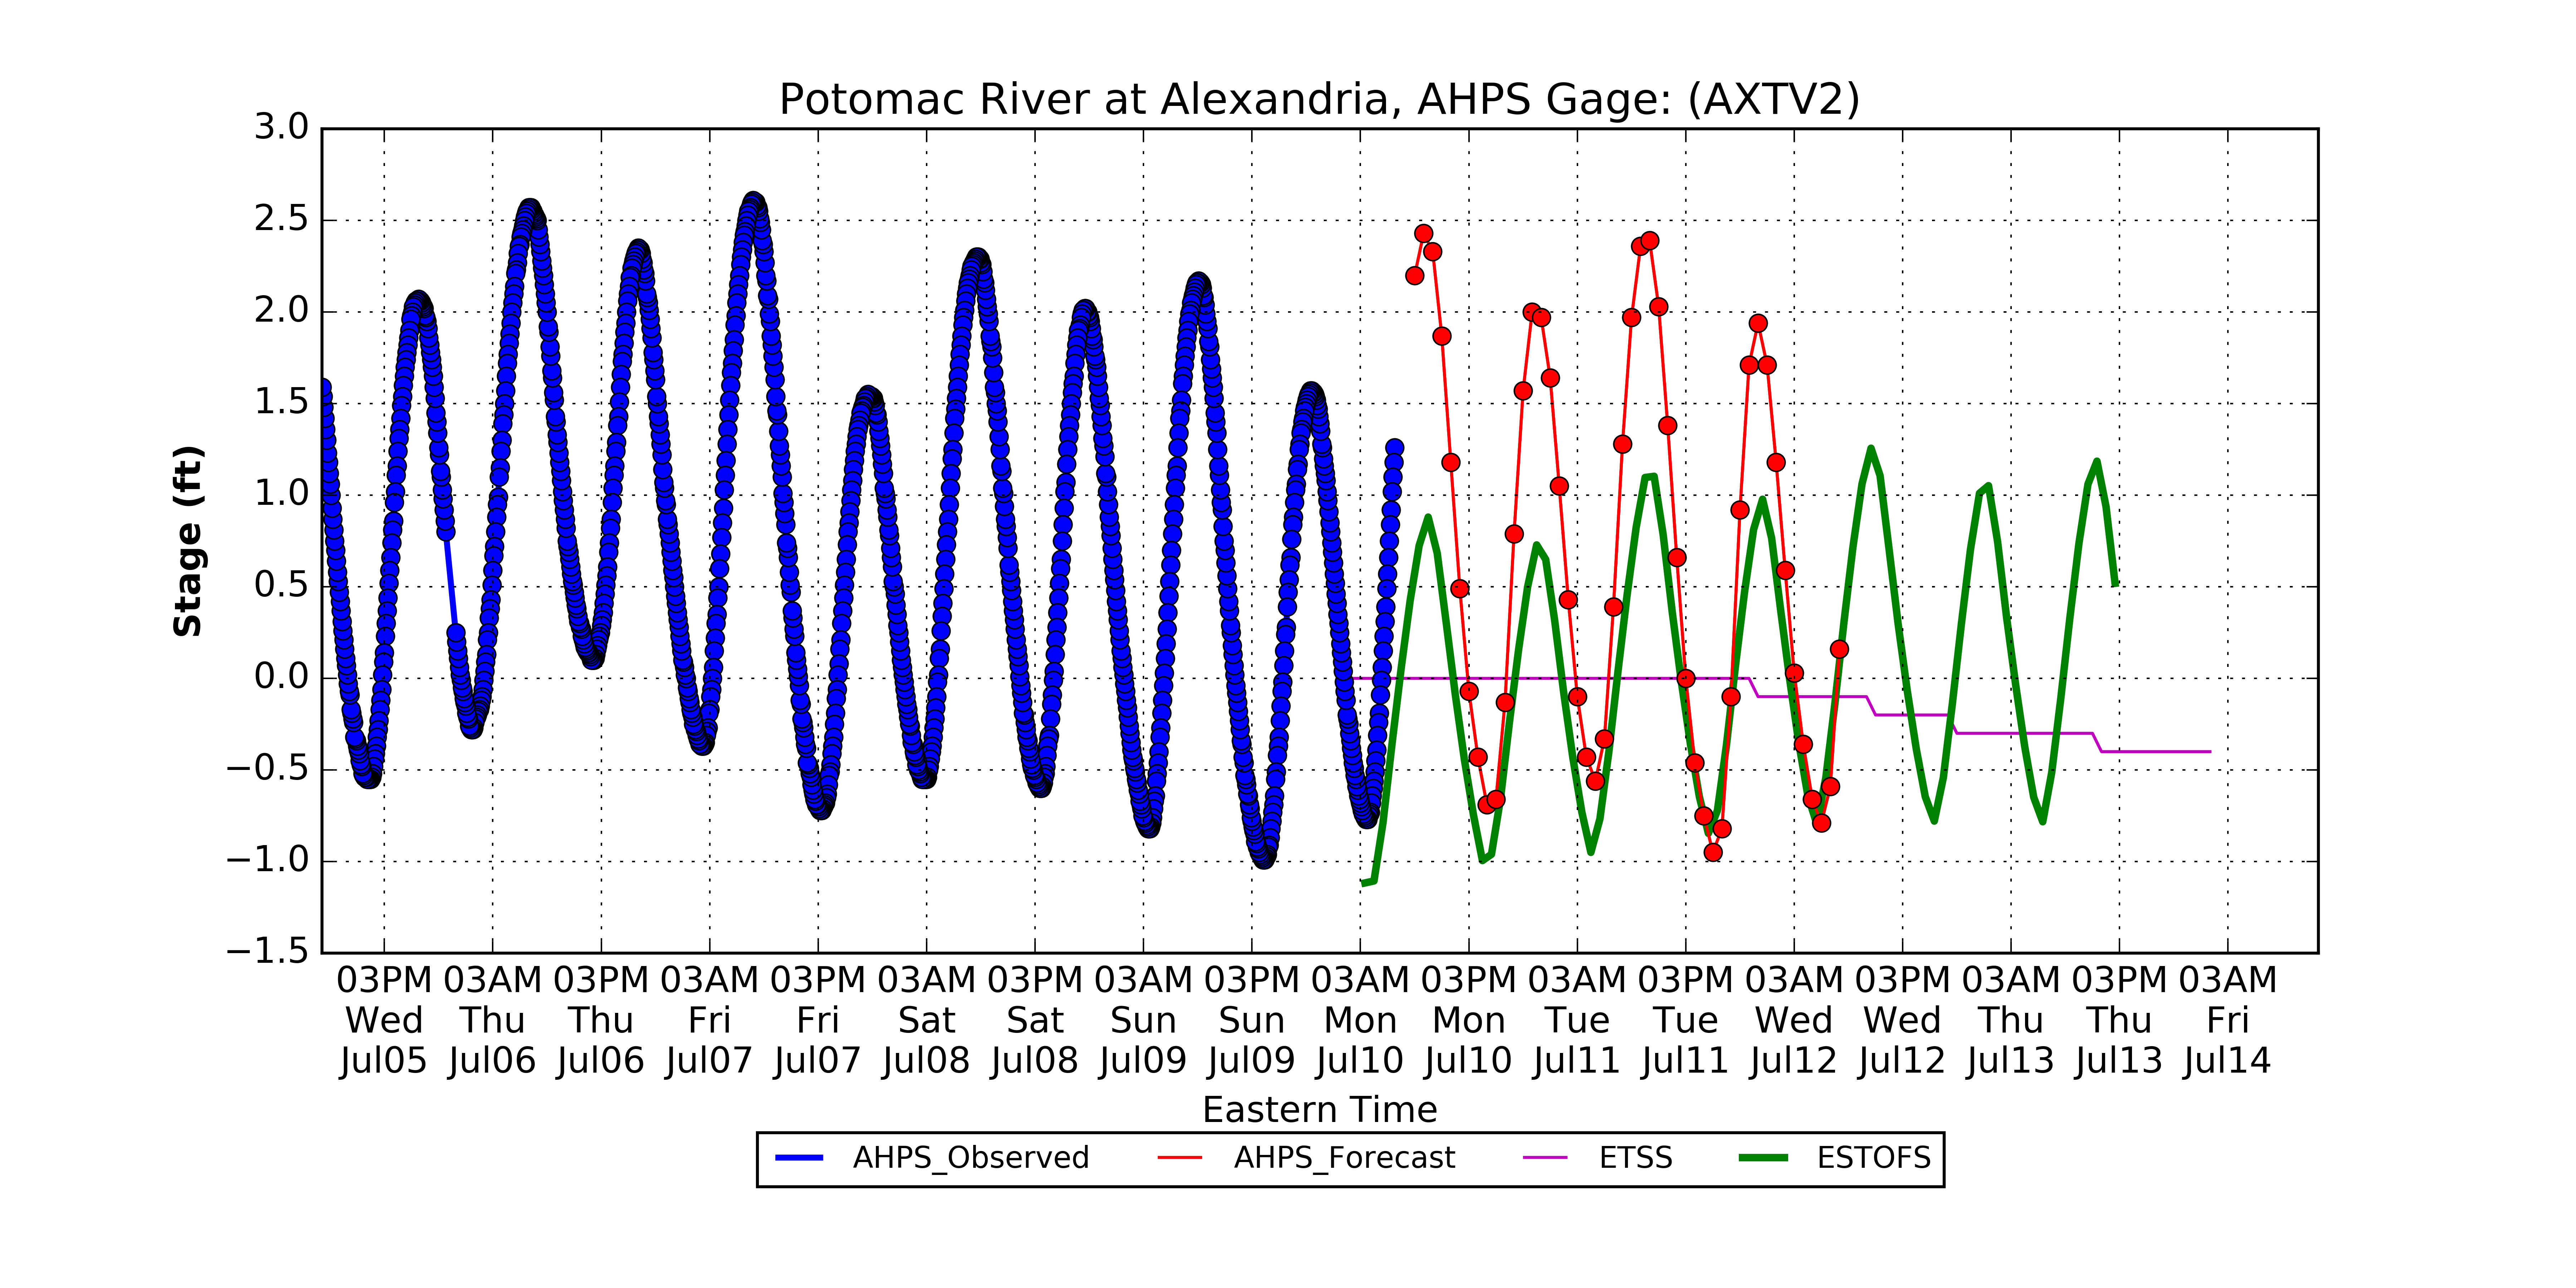 Potomac River at Alexandria, AHPS Gage: (AXTV2)
3.0
2.5
2.0
1.5
1.0
0.5
0.0
−0.5
−1.0
−1.5
Stage (ft)
03PM 03AM 03PM 03AM 03PM 03AM 03PM 03AM 03PM 03AM 03PM 03AM 03PM 03AM 03PM 03AM 03PM 03AM
Wed Thu Thu Fri Fri Sat Sat Sun Sun Mon Mon Tue Tue Wed Wed Thu Thu Fri
Jul05 Jul06 Jul06 Jul07 Jul07 Jul08 Jul08 Jul09 Jul09 Jul10 Jul10 Jul11 Jul11 Jul12 Jul12 Jul13 Jul13 Jul14
Eastern Time
AHPS_Observed AHPS_Forecast ETSS ESTOFS